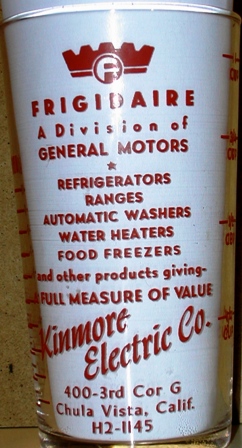 F
FRIGIDAIRE
A Division of
GENERAL MOTORS
REFRIGERATORS
RANGES
AUTOMATIC WASHERS
WATER HEATERS
FOOD FREEZERS
and other products giving-
FULL MEASURE OF VALUE
Kinmore
Electric Co.
400-3rd Cor G
Chula Vista, Calif.
H2-1145